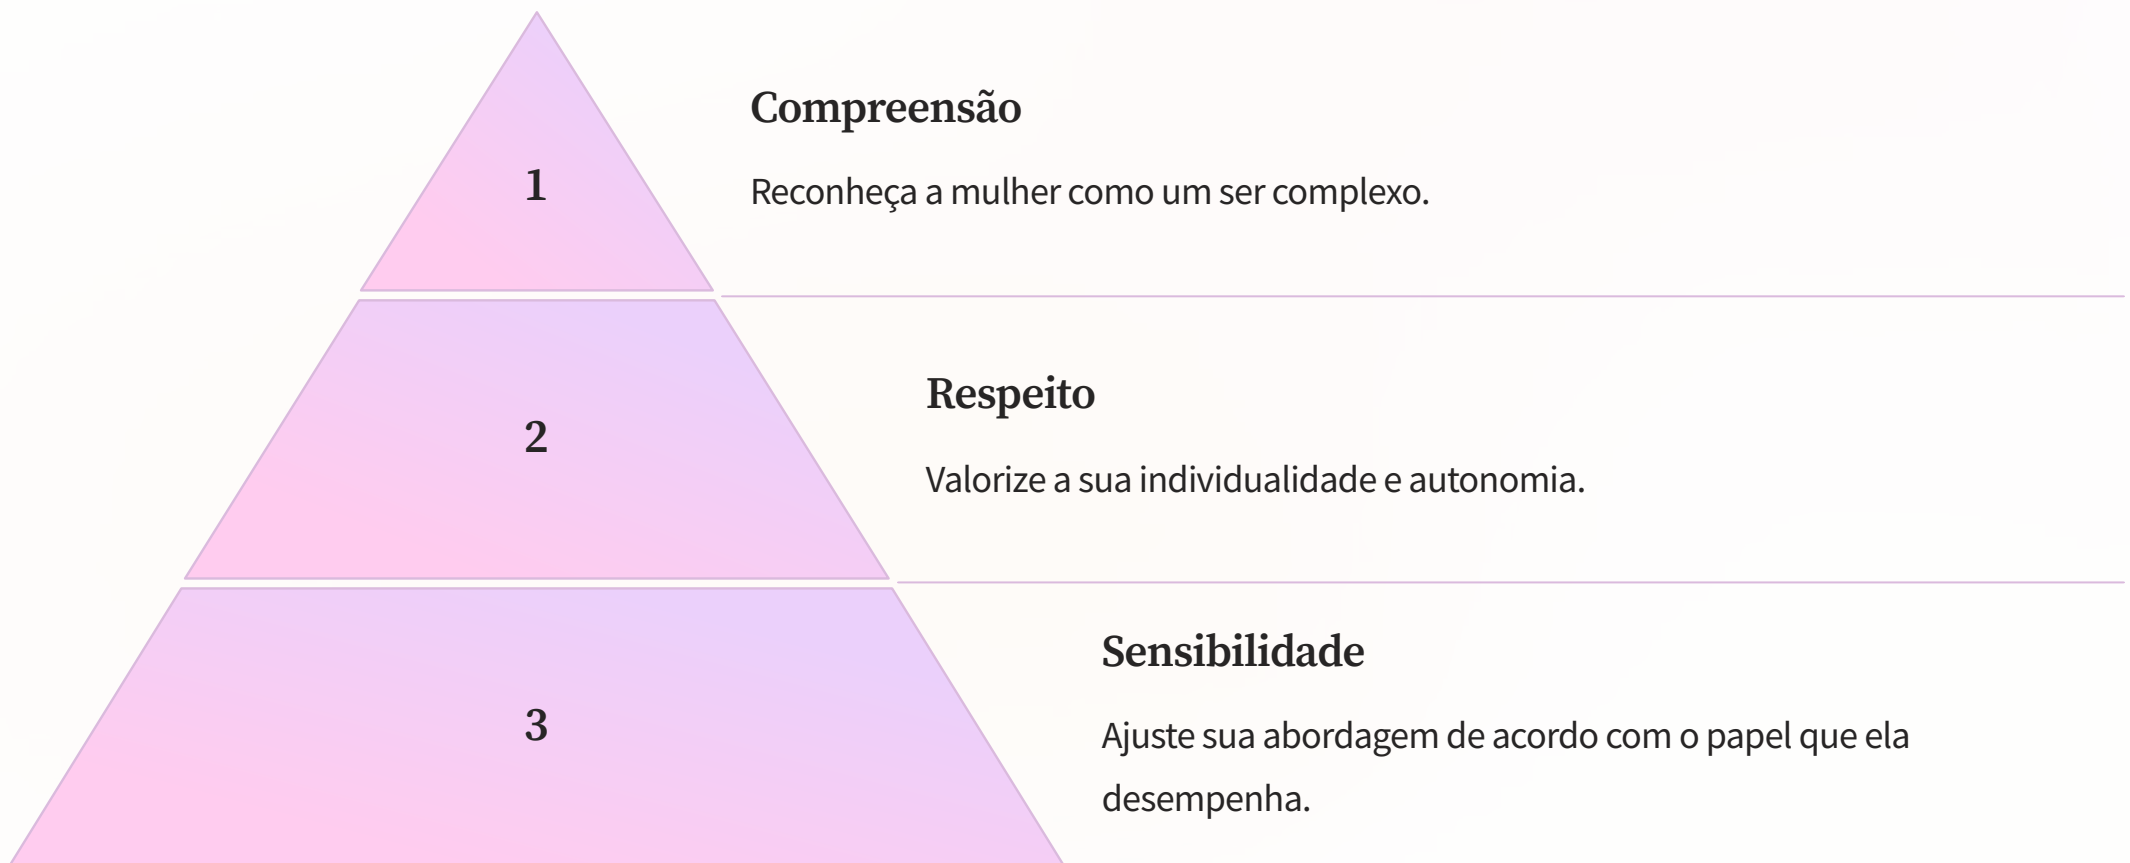 1
Compreensão
Reconheça a mulher como um ser complexo.
2
Respeito
Valorize a sua individualidade e autonomia.
3
Sensibilidade
Ajuste sua abordagem de acordo com o papel que ela
desempenha.